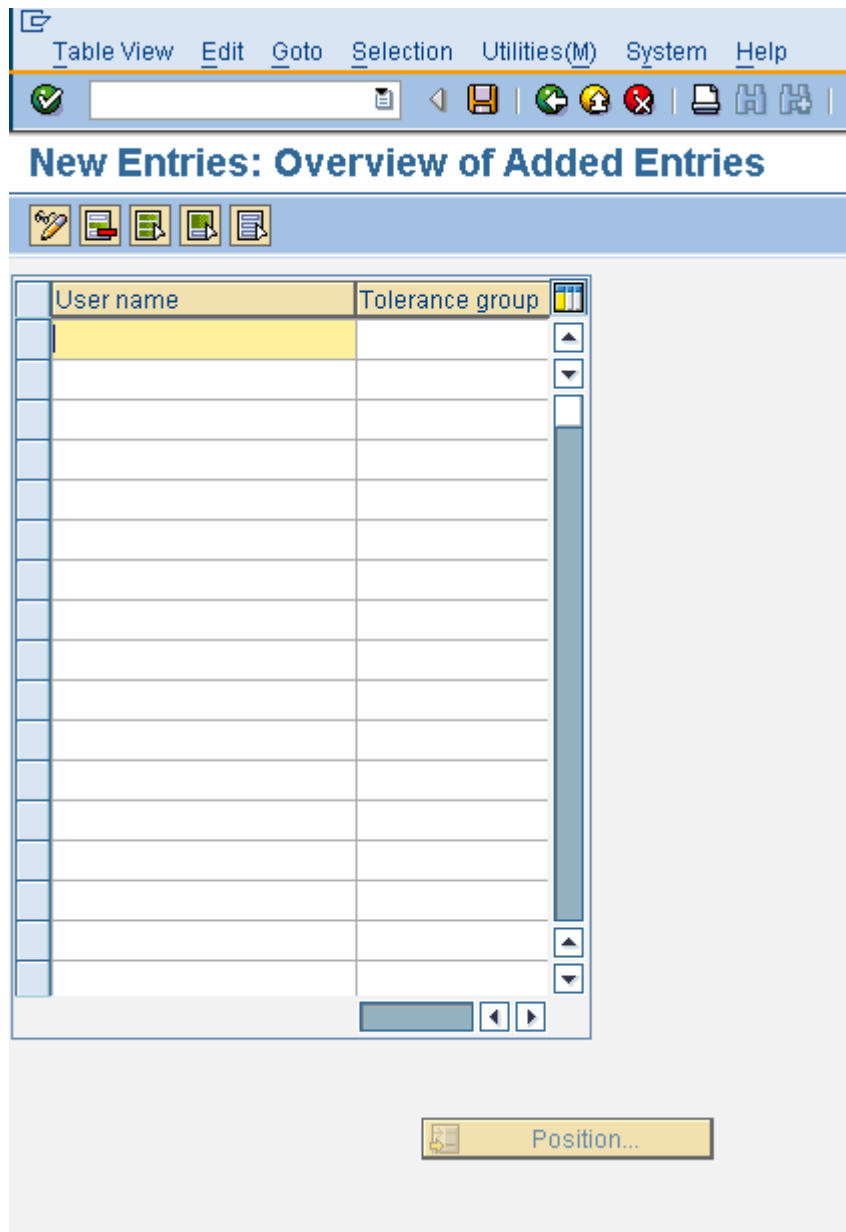 Table View Edit Goto Selection Utilities(M) System Help
New Entries: Overview of Added Entries
User name Tolerance group
Position...